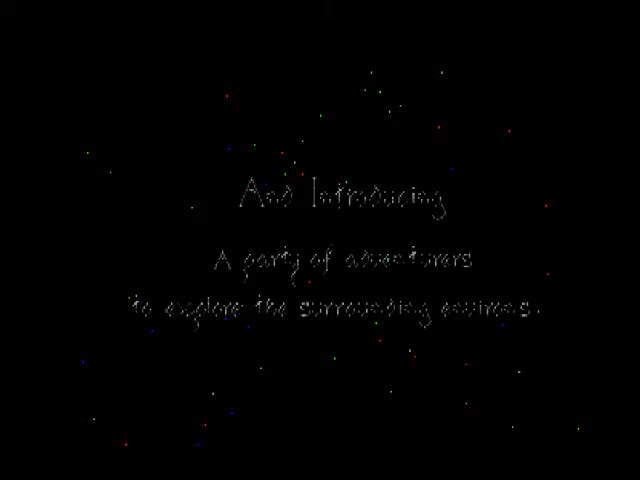 And Introducing
A party of adventurers
to explore the surrounding environs.